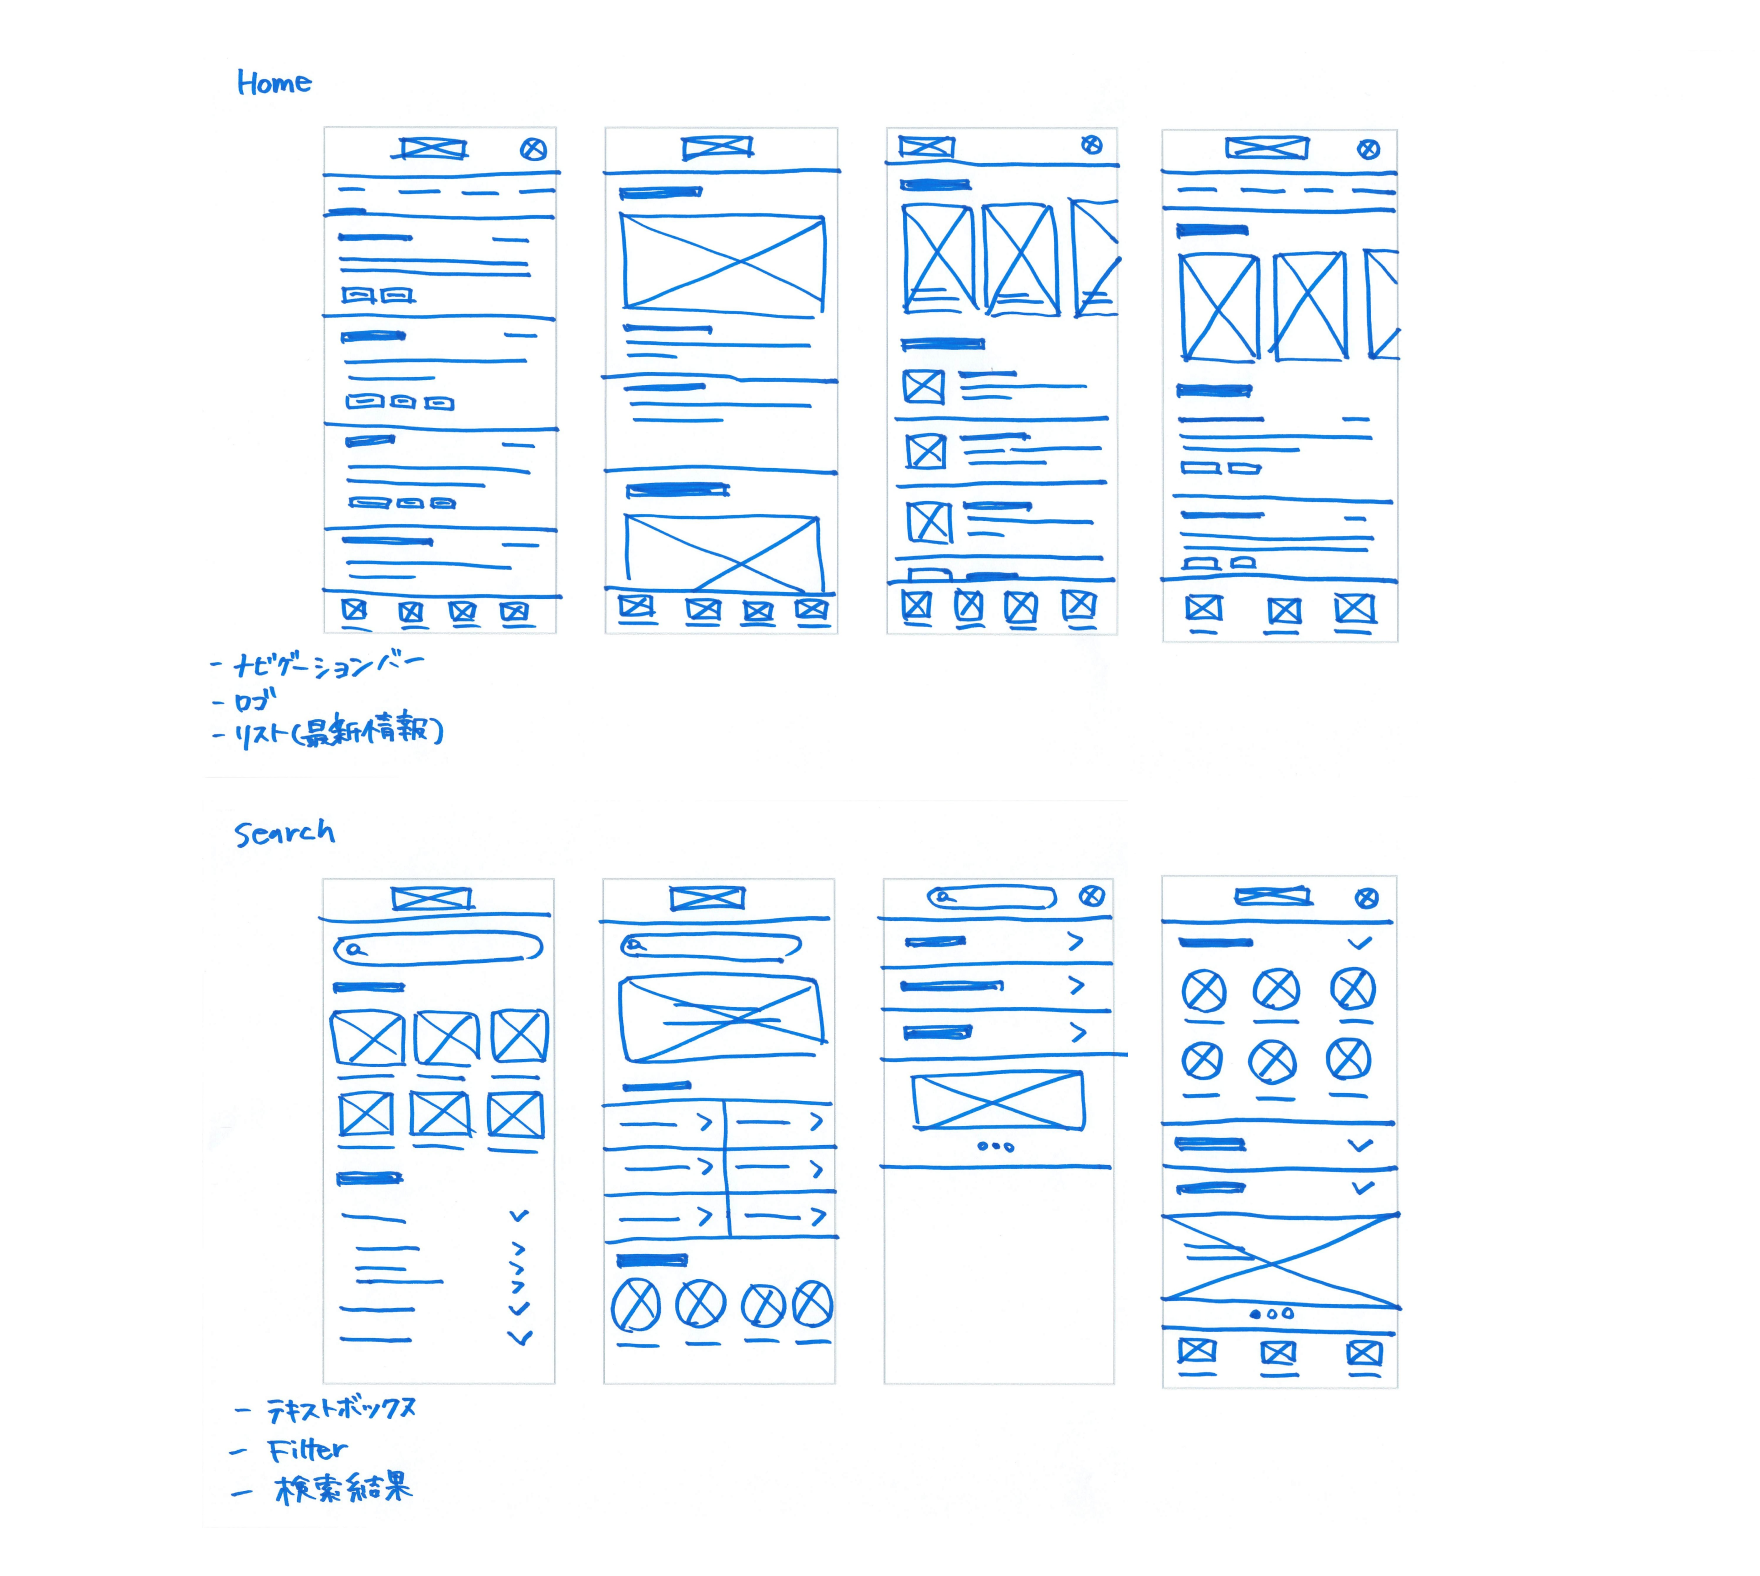 Home
- ナビゲーションバー
- ロゴ
- リスト(最新情報)
Search
- テキストボックス
- Filter
- 検索結果